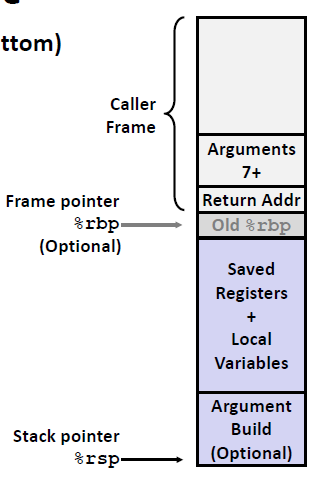 ttom)
Caller
Frame
Arguments
7+
Return Addr
Frame pointer
%rbp
(Optional)
Old %rbp
Saved
Registers
+
Local
Variables
Argument
Build
(Optional)
Stack pointer
%rsp